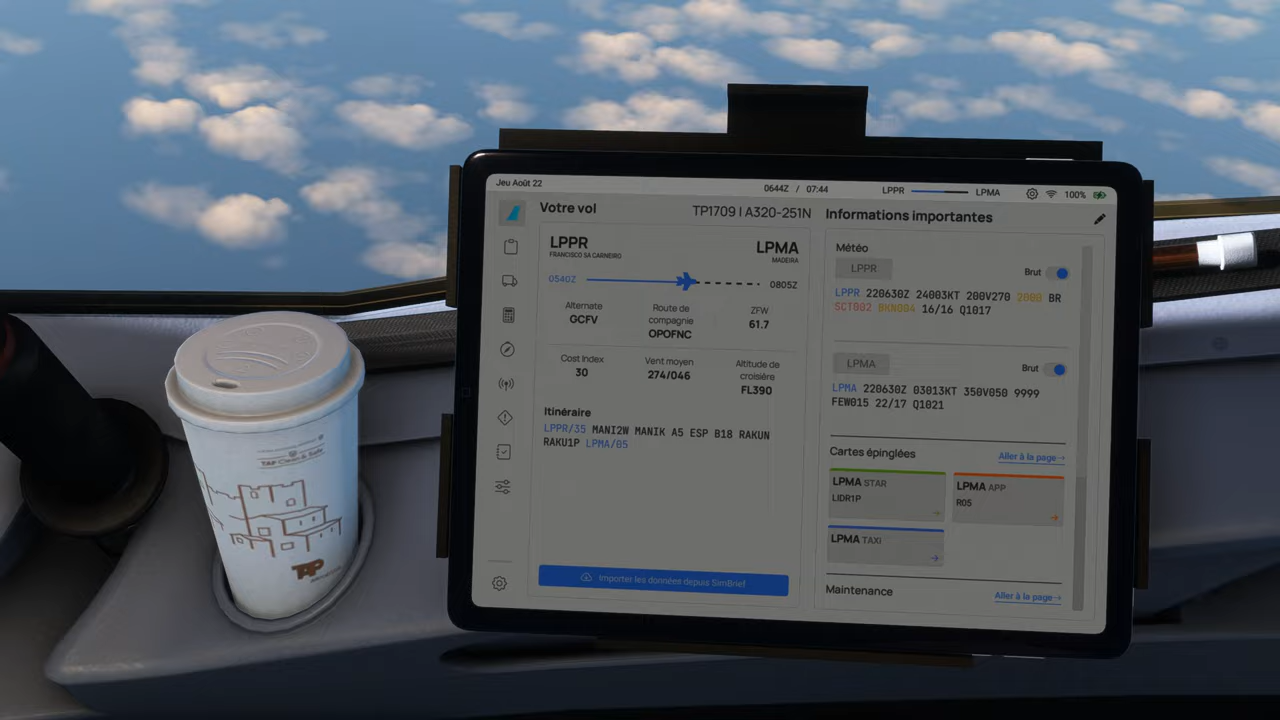 Jeu Août 22
0644Z / 07:44
LPPR LPMA
100%
Votre vol
TP1709 | A320-251N
LPPR
FRANCISCO SA CARNEIRO
LPMA
MADEIRA
0540Z
0805Z
Alternate
GCFV
Route de
compagnie
OPOFNC
ZFW
61.7
Cost Index
30
Vent moyen
274/046
Altitude de
croisière
FL390
Itinéraire
LPPR/35 MANI2W MANIK A5 ESP B18 RAKUN
RAKU1P LPMA/05
Importer les données depuis SimBrief
Informations importantes
Météo
LPPR
Brut
LPPR 220630Z 24003KT 200V270 2000 BR
SCT002 BKN004 16/16 Q1017
LPMA
Brut
LPMA 220630Z 03013KT 350V050 9999
FEW015 22/17 Q1021
Cartes épinglées
Aller à la page→
LPMA STAR
LIDR1P
→
LPMA APP
R05
→
LPMA TAXI
→
Maintenance
Aller à la page→
TAP Clean & Safe
TAP